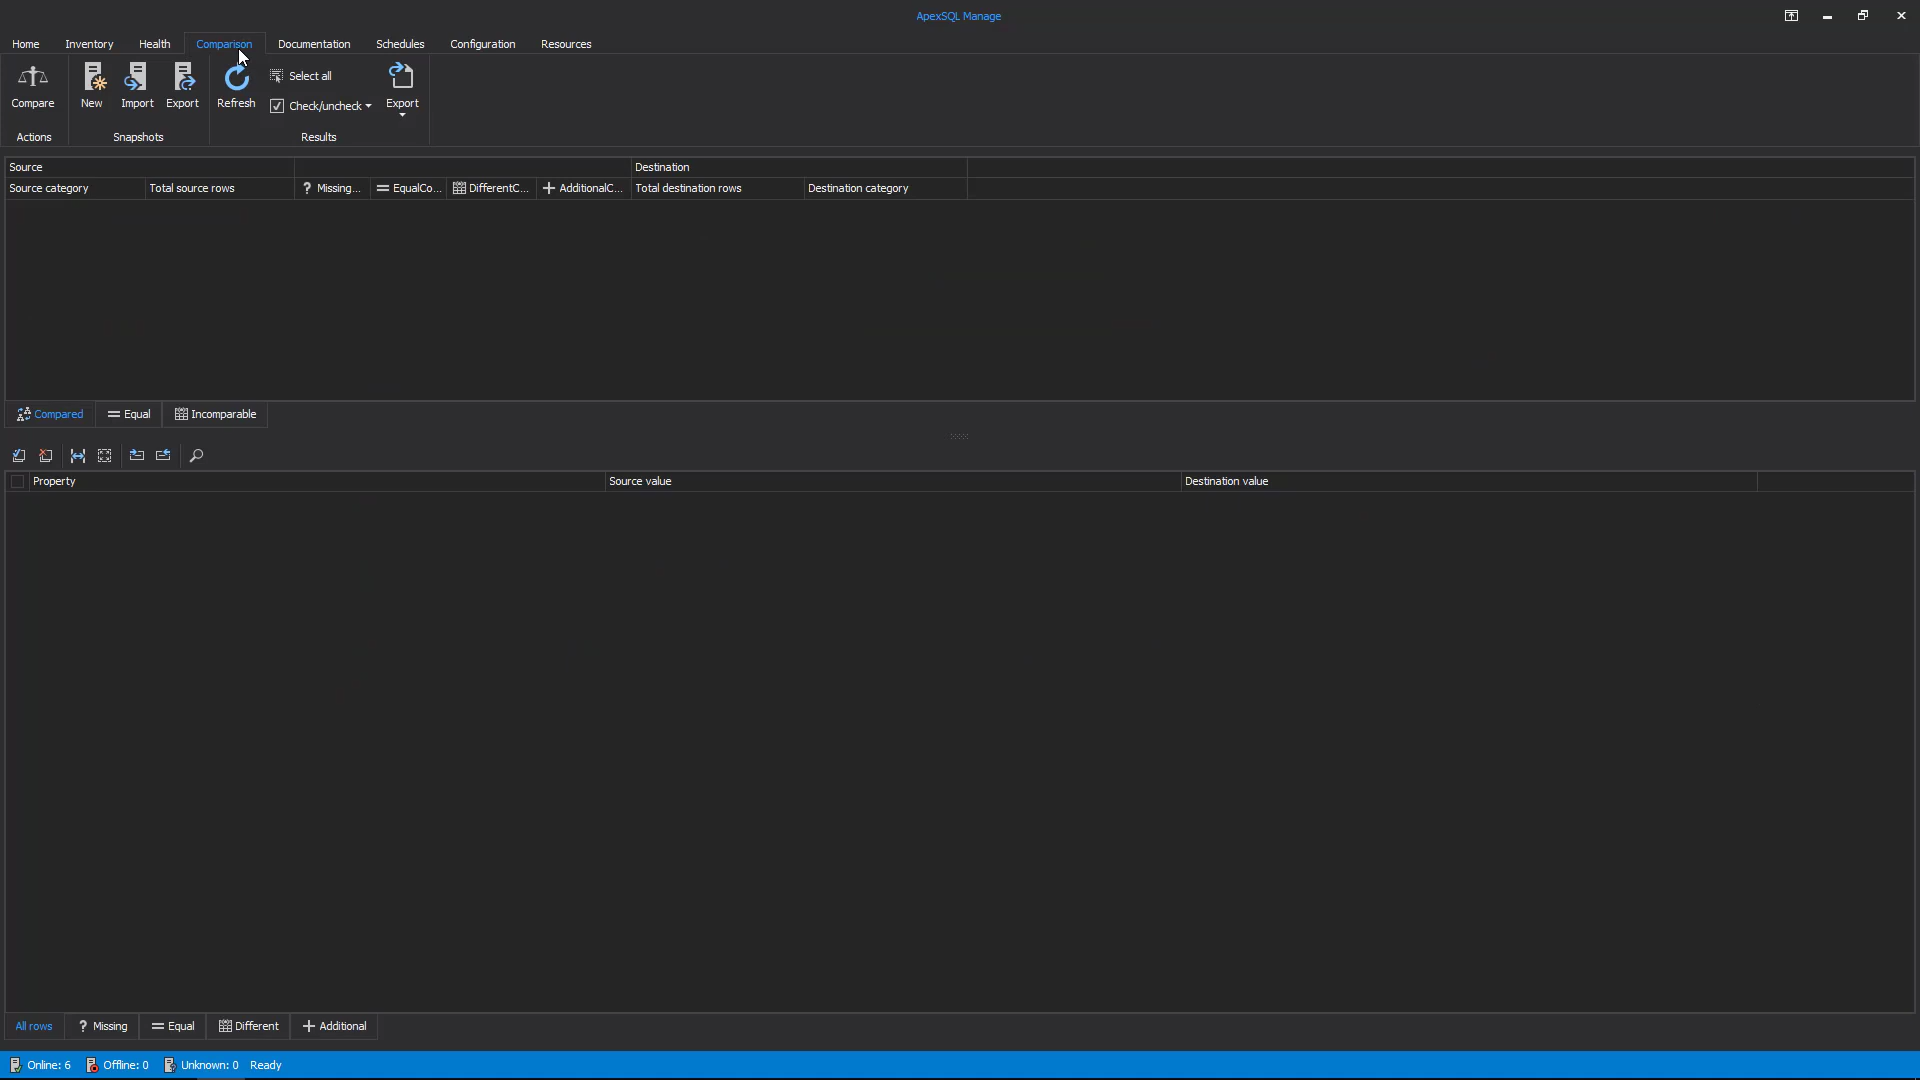 ApexSQL Manage
Home Inventory Health Comparison Documentation Schedules Configuration Resources
Compare New Import Export Refresh Select all Check/uncheck Export
Actions Snapshots Results
Source Destination
Source category Total source rows Missing... EqualCo... DifferentC... AdditionalC... Total destination rows Destination category
Compared Equal Incomparable
Property Source value Destination value
All rows Missing Equal Different Additional
Online: 6 Offline: 0 Unknown: 0 Ready